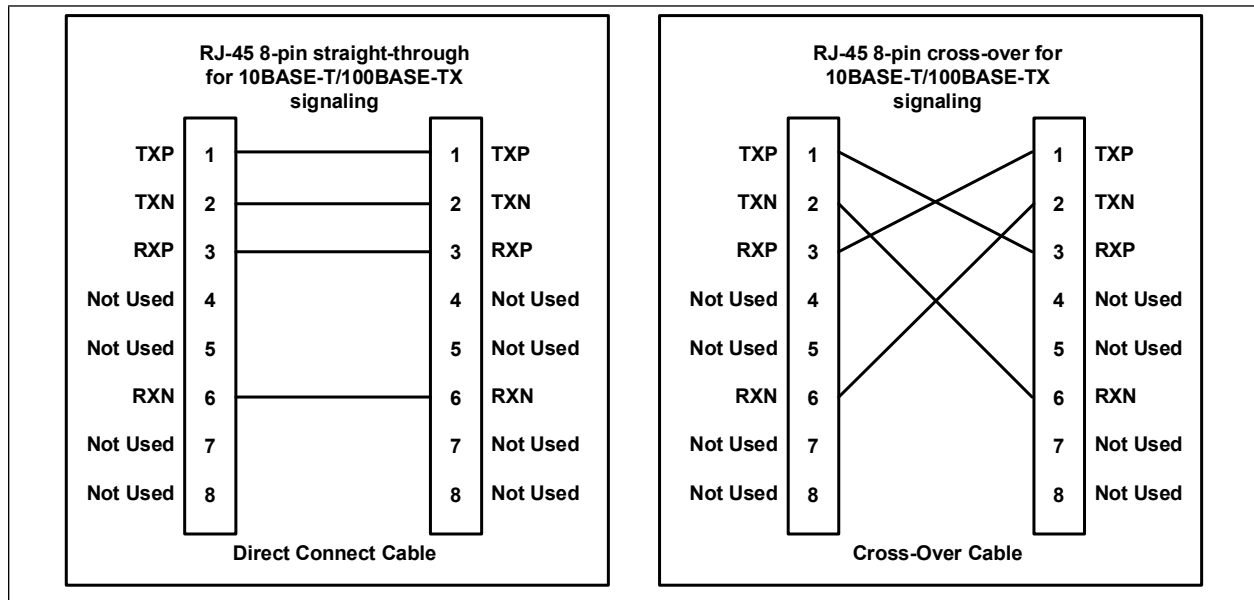 RJ-45 8-pin straight-through
for 10BASE-T/100BASE-TX
signaling
TXP 1 1 TXP
TXN 2 2 TXN
RXP 3 3 RXP
Not Used 4 4 Not Used
Not Used 5 5 Not Used
RXN 6 6 RXN
Not Used 7 7 Not Used
Not Used 8 8 Not Used
Direct Connect Cable
RJ-45 8-pin cross-over for
10BASE-T/100BASE-TX
signaling
TXP 1 1 TXP
TXN 2 2 TXN
RXP 3 3 RXP
Not Used 4 4 Not Used
Not Used 5 5 Not Used
RXN 6 6 RXN
Not Used 7 7 Not Used
Not Used 8 8 Not Used
Cross-Over Cable